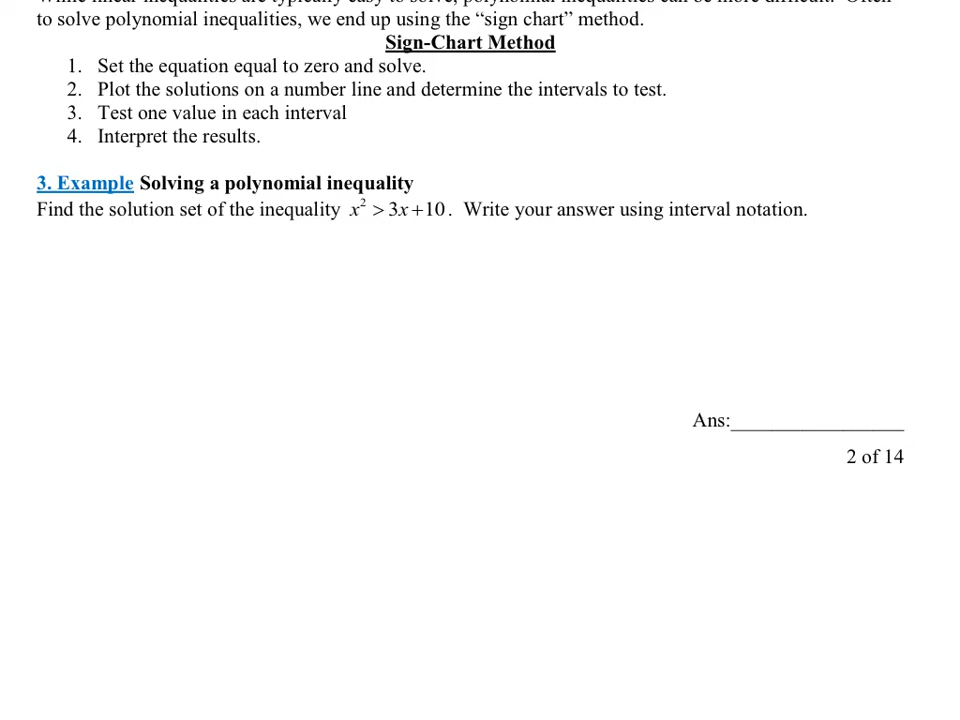 to solve polynomial inequalities, we end up using the “sign chart” method.
Sign-Chart Method
1. Set the equation equal to zero and solve.
2. Plot the solutions on a number line and determine the intervals to test.
3. Test one value in each interval
4. Interpret the results.
3. Example Solving a polynomial inequality
Find the solution set of the inequality x² > 3x+10. Write your answer using interval notation.
Ans:__________________
2 of 14